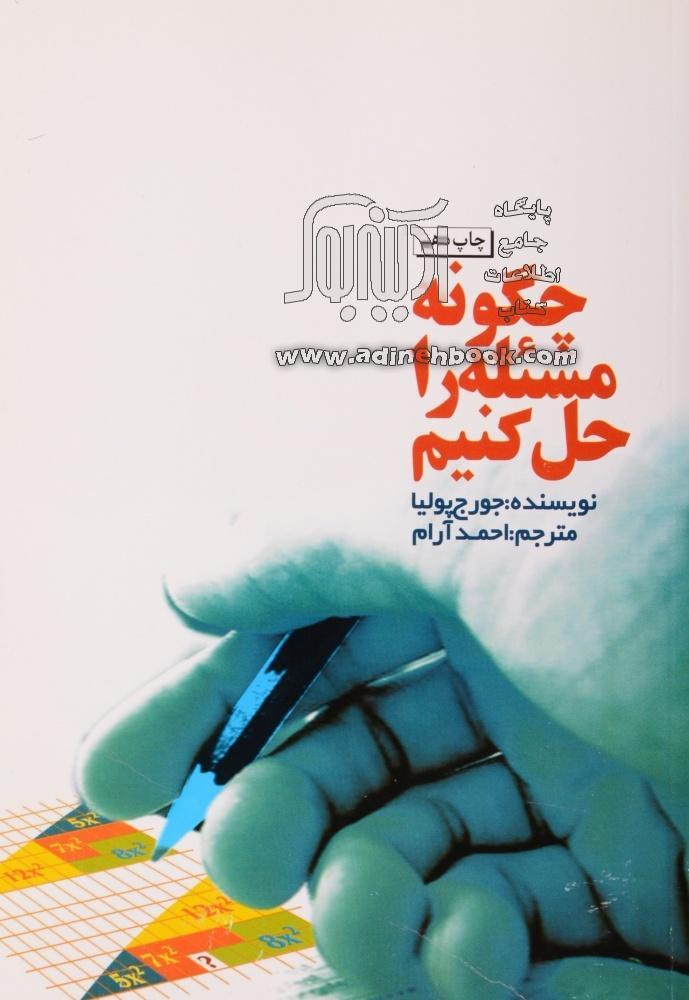 آدینه بوک
پایگاه
جامع
اطلاعات
کتاب
www.adinehbook.com
چاپ
چگونه
مسئله را
حل کنیم
نویسنده: جورج پولیا
مترجم: احمد آرام
5x²
7x²
8x²
12x²
12x²
7x²
8x²
5x²
?